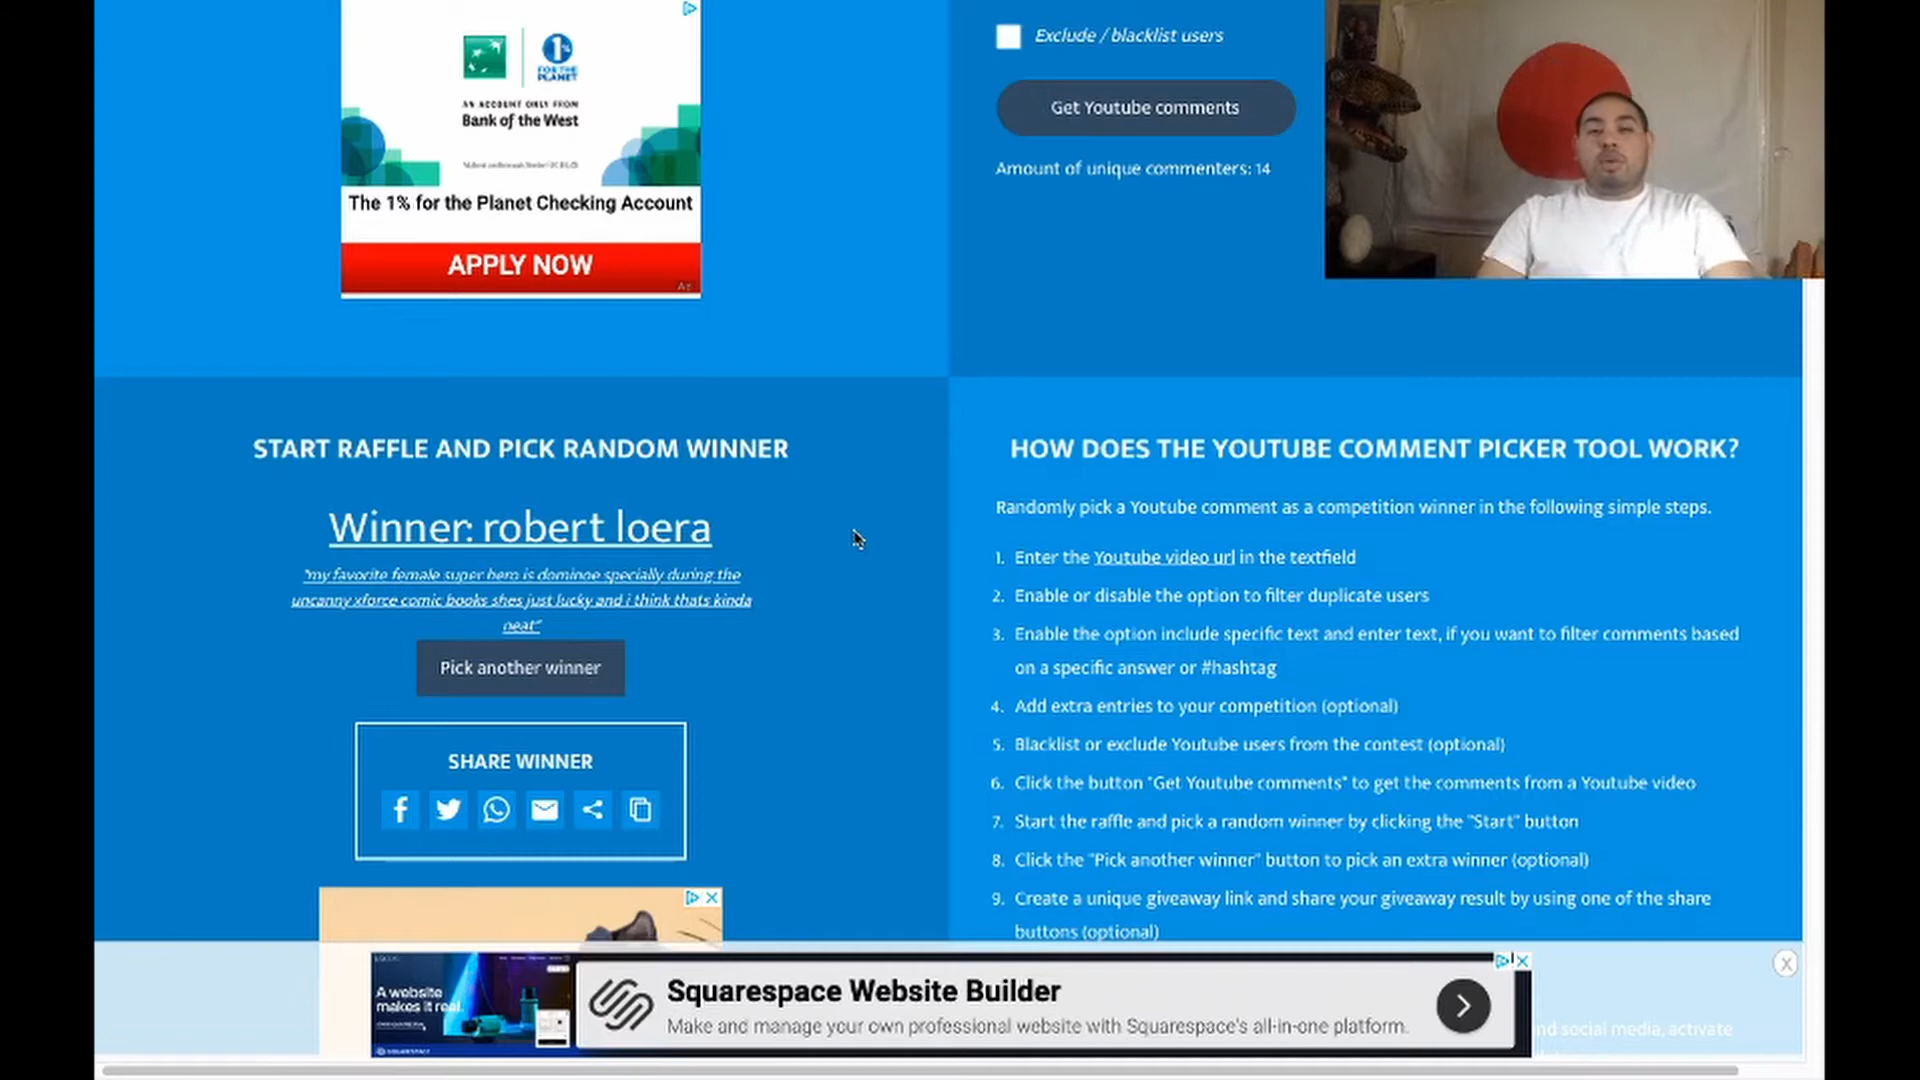 1%
FOR THE
PLANET
AN ACCOUNT ONLY FROM
Bank of the West
The 1% for the Planet Checking Account
APPLY NOW
Exclude / blacklist users
Get Youtube comments
Amount of unique commenters: 14
START RAFFLE AND PICK RANDOM WINNER
Winner: robert loera
"my favorite female super hero is dominoe specially during the
uncanny xforce comic books shes just lucky and i think thats kinda
neat"
Pick another winner
SHARE WINNER
HOW DOES THE YOUTUBE COMMENT PICKER TOOL WORK?
Randomly pick a Youtube comment as a competition winner in the following simple steps.
1. Enter the Youtube video url in the textfield
2. Enable or disable the option to filter duplicate users
3. Enable the option include specific text and enter text, if you want to filter comments based
on a specific answer or #hashtag
4. Add extra entries to your competition (optional)
5. Blacklist or exclude Youtube users from the contest (optional)
6. Click the button "Get Youtube comments" to get the comments from a Youtube video
7. Start the raffle and pick a random winner by clicking the "Start" button
8. Click the "Pick another winner" button to pick an extra winner (optional)
9. Create a unique giveaway link and share your giveaway result by using one of the share
buttons (optional)
A website
makes it real.
Squarespace Website Builder
Make and manage your own professional website with Squarespace's all-in-one platform.
nd social media, activate